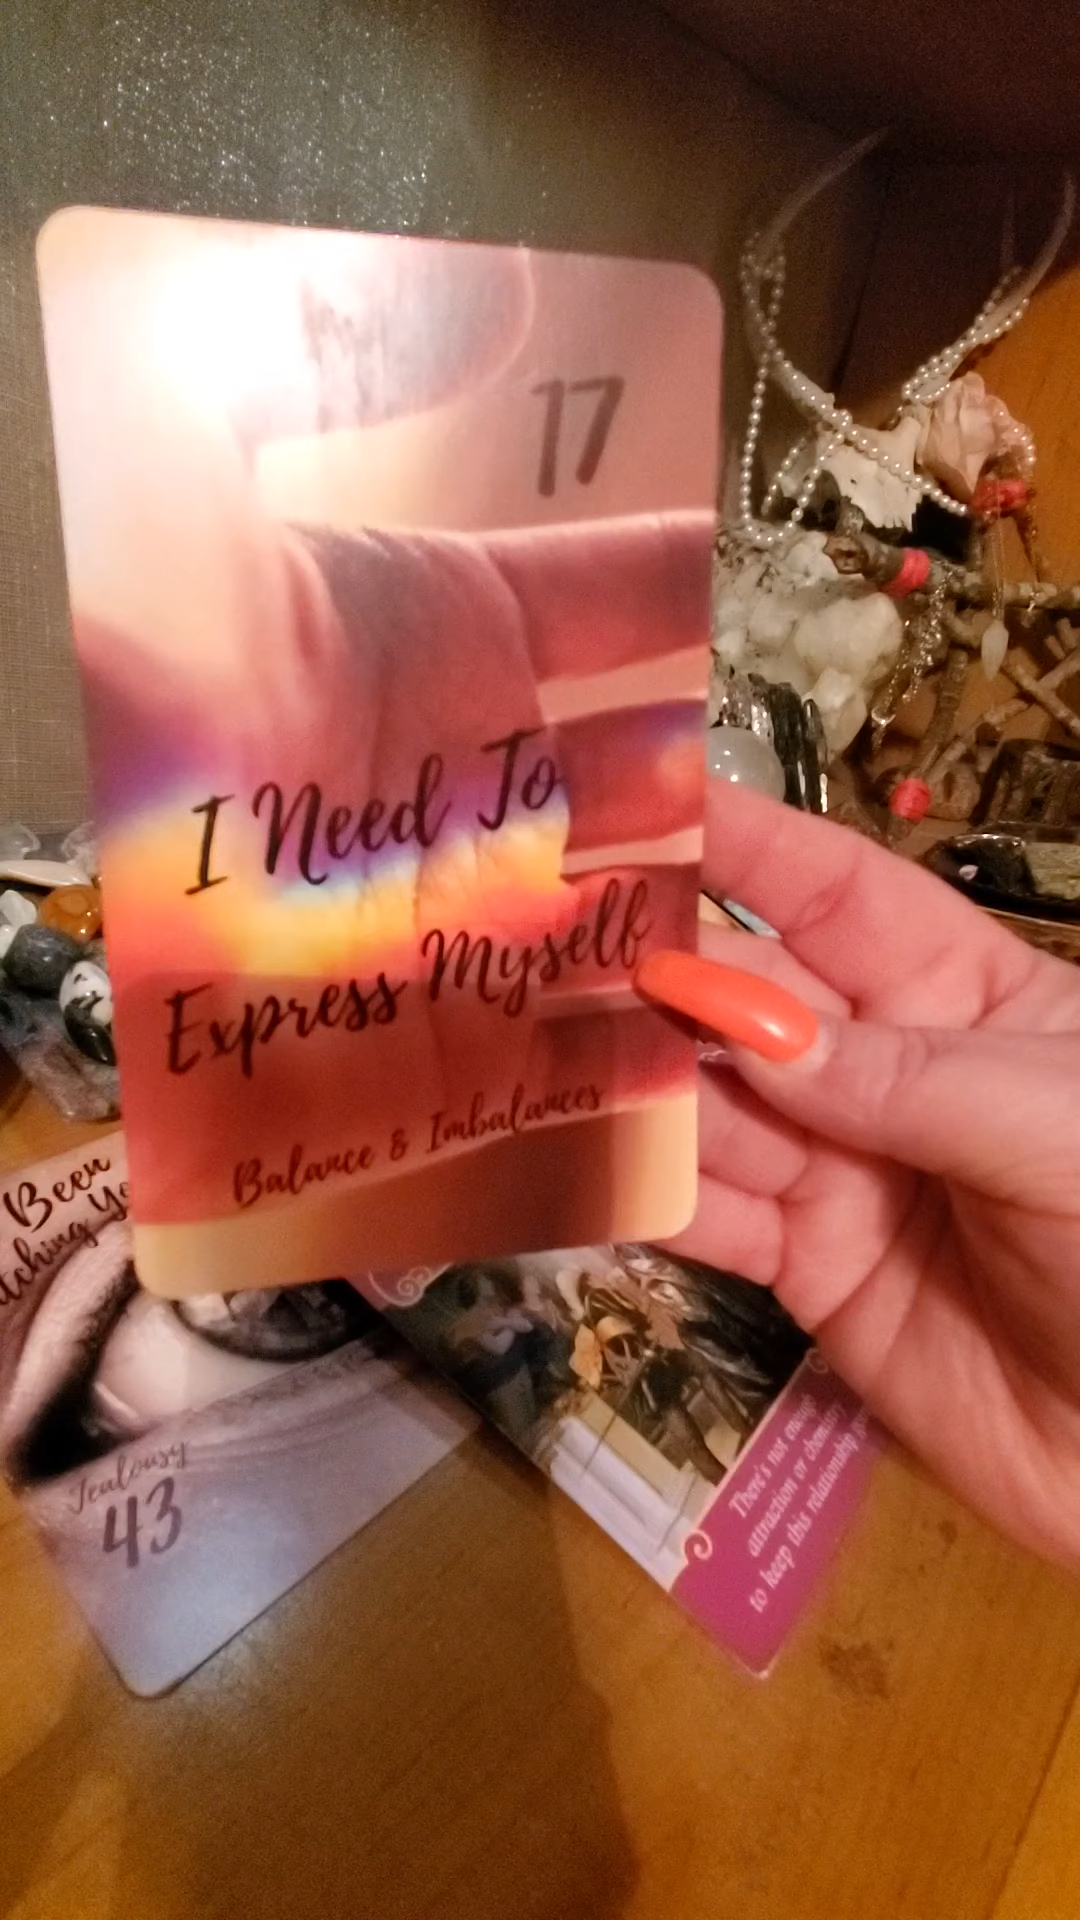 17
I Need To
Express Myself
Balance & Imbalances
Been
Jealousy
43
There's not enough
attraction or chemistry
to keep this relationship